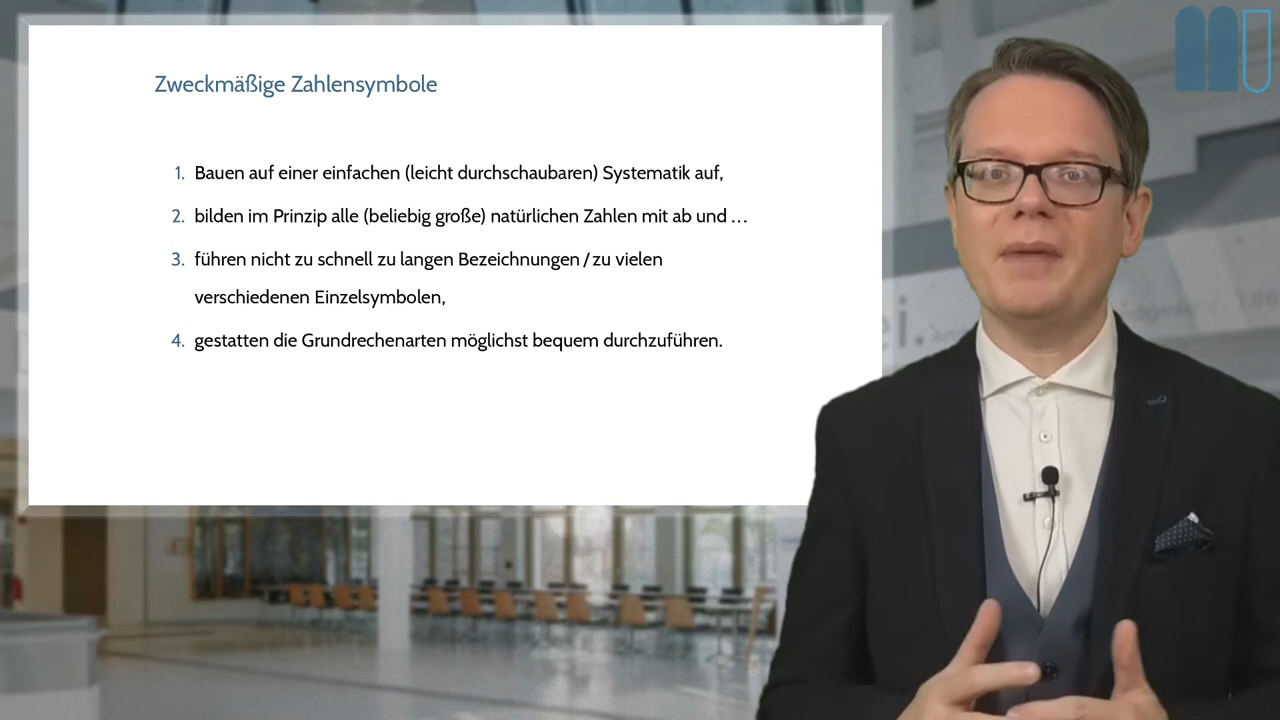 Zweckmäßige Zahlensymbole
1. Bauen auf einer einfachen (leicht durchschaubaren) Systematik auf,
2. bilden im Prinzip alle (beliebig große) natürlichen Zahlen mit ab und …
3. führen nicht zu schnell zu langen Bezeichnungen / zu vielen
verschiedenen Einzelsymbolen,
4. gestatten die Grundrechenarten möglichst bequem durchzuführen.